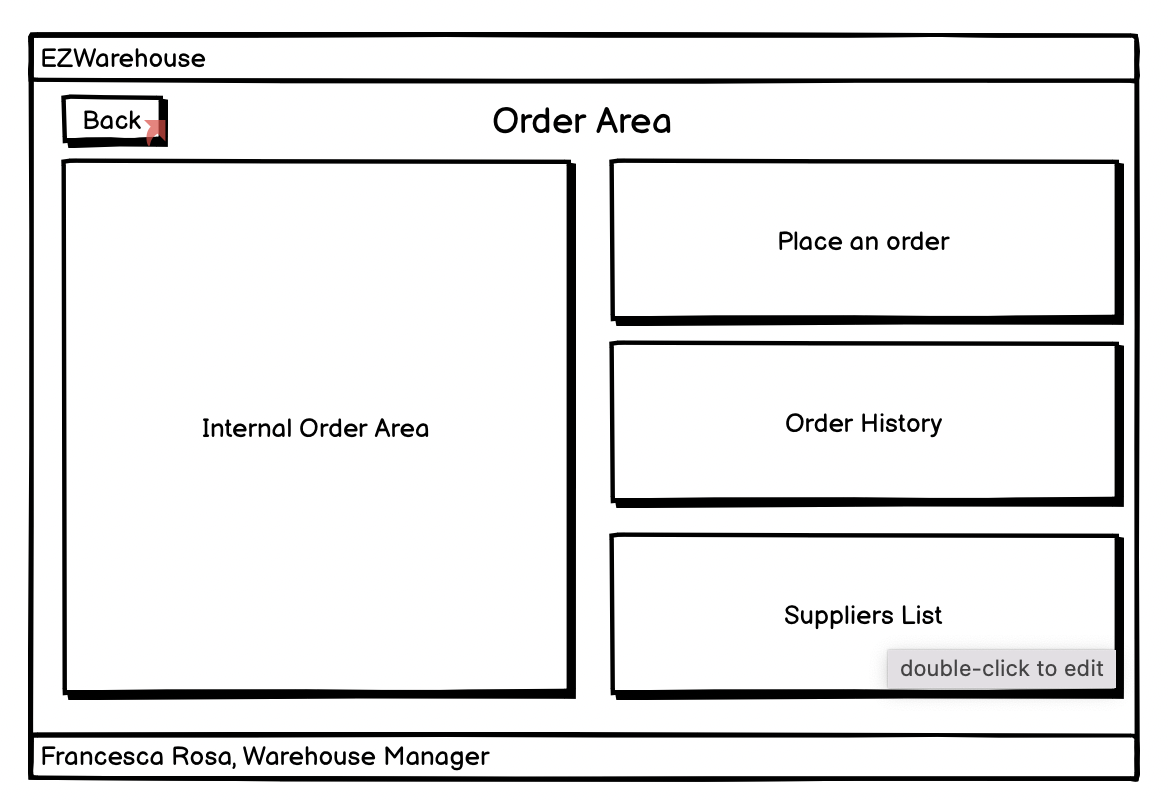 EZWarehouse
Back
Order Area
Internal Order Area
Place an order
Order History
Suppliers List
double-click to edit
Francesca Rosa, Warehouse Manager